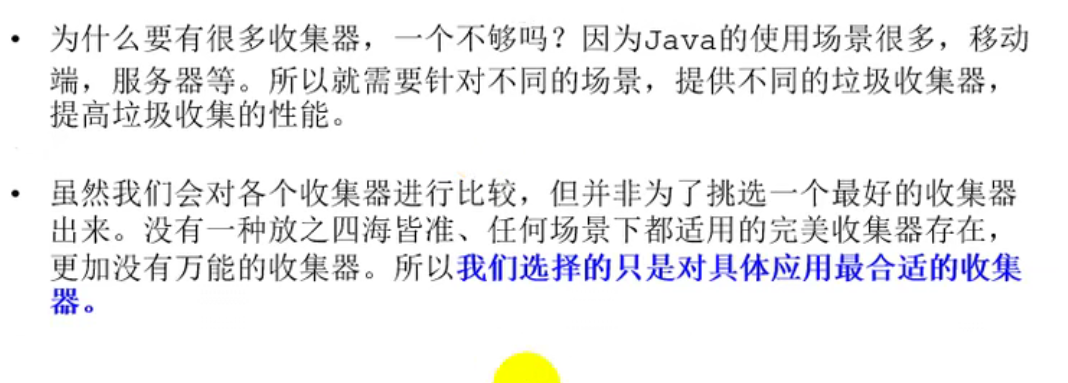 • 为什么要有很多收集器，一个不够吗？因为Java的使用场景很多，移动
端，服务器等。所以就需要针对不同的场景，提供不同的垃圾收集器，
提高垃圾收集的性能。
• 虽然我们会对各个收集器进行比较，但并非为了挑选一个最好的收集器
出来。没有一种放之四海皆准、任何场景下都适用的完美收集器存在，
更加没有万能的收集器。所以我们选择的只是对具体应用最合适的收集
器。